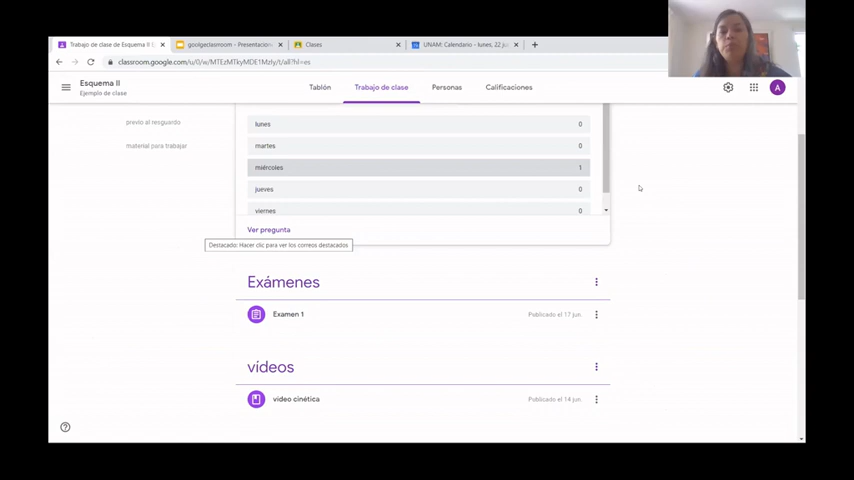 Trabajo de clase de Esquema II
goolgeclasroom - Presentación
Clases
UNAM: Calendario - lunes, 22 ju
classroom.google.com/u/0/w/MTEzMTkyMDE1Mzly/t/all?hl=es
Esquema II
Ejemplo de clase
Tablón
Trabajo de clase
Personas
Calificaciones
A
previo al resguardo
material para trabajar
lunes 0
martes 0
miércoles 1
jueves 0
viernes 0
Ver pregunta
Destacado: Hacer clic para ver los correos destacados
Exámenes
Examen 1 Publicado el 17 jun.
vídeos
video cinética Publicado el 14 jun.